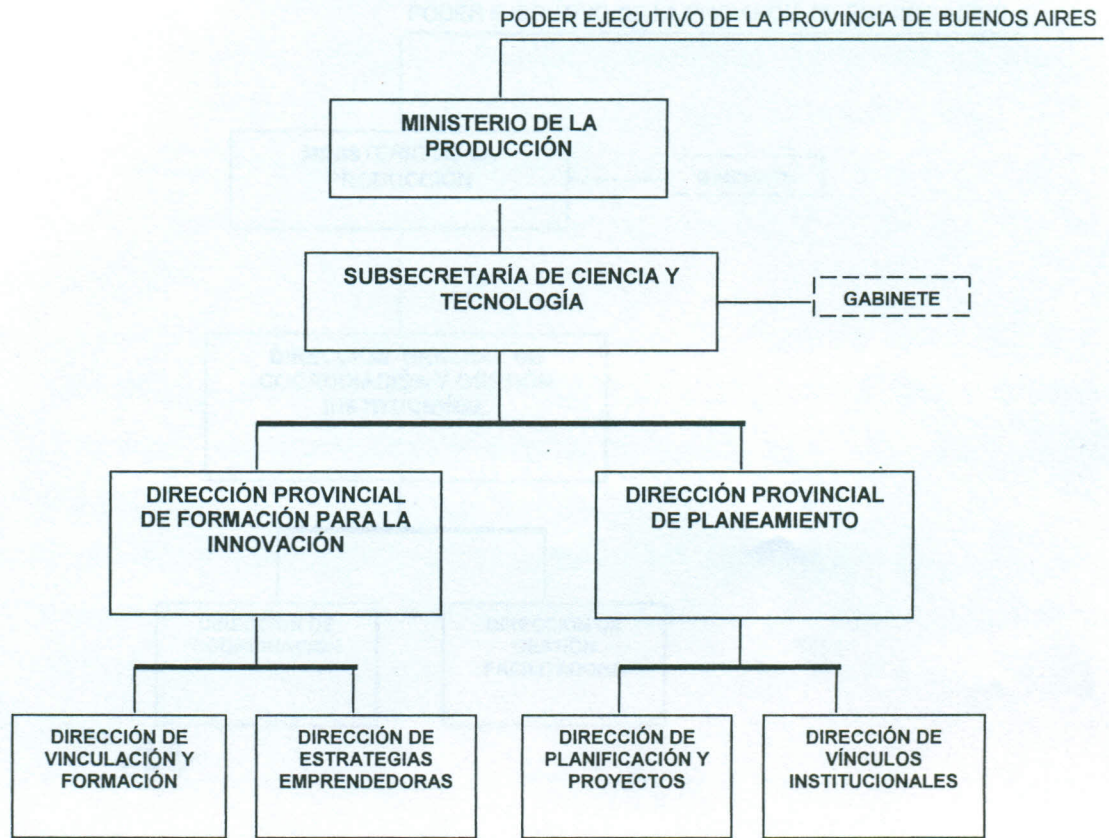 PODER EJECUTIVO DE LA PROVINCIA DE BUENOS AIRES
MINISTERIO DE LA
PRODUCCIÓN
SUBSECRETARÍA DE CIENCIA Y
TECNOLOGÍA
GABINETE
DIRECCIÓN PROVINCIAL
DE FORMACIÓN PARA LA
INNOVACIÓN
DIRECCIÓN PROVINCIAL
DE PLANEAMIENTO
DIRECCIÓN DE
VINCULACIÓN Y
FORMACIÓN
DIRECCIÓN DE
ESTRATEGIAS
EMPRENDEDORAS
DIRECCIÓN DE
PLANIFICACIÓN Y
PROYECTOS
DIRECCIÓN DE
VÍNCULOS
INSTITUCIONALES